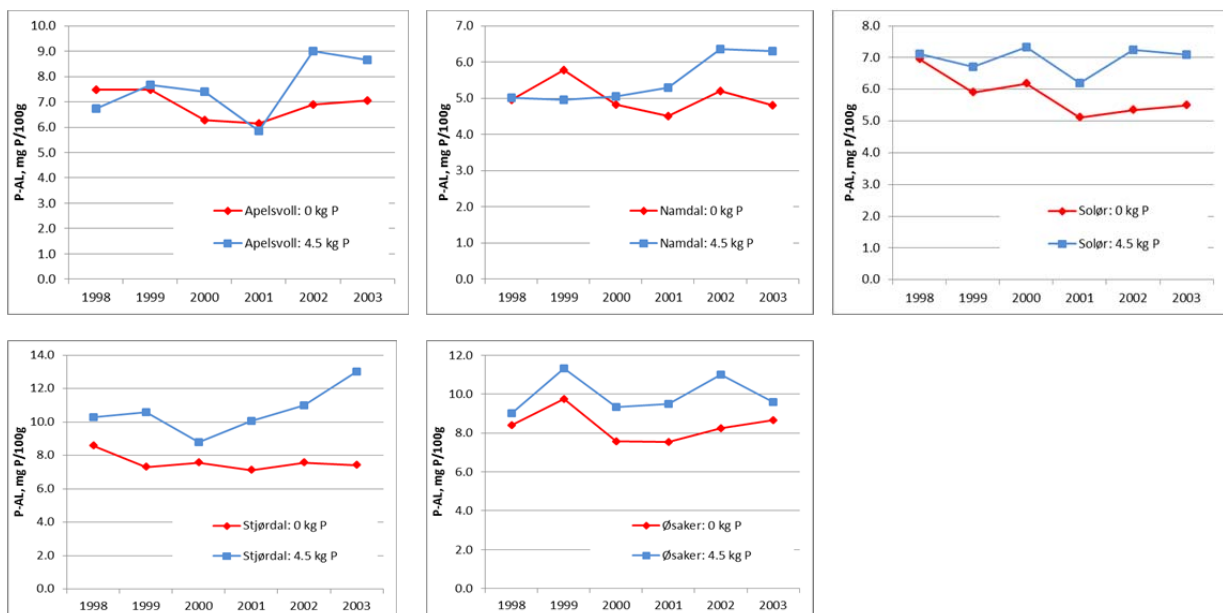 P-AL, mg P/100g
10.0
9.0
8.0
7.0
6.0
5.0
4.0
3.0
2.0
1.0
0.0
Apelsvoll: 0 kg P
Apelsvoll: 4.5 kg P
1998 1999 2000 2001 2002 2003
P-AL, mg P/100g
7.0
6.0
5.0
4.0
3.0
2.0
1.0
0.0
Namdal: 0 kg P
Namdal: 4.5 kg P
1998 1999 2000 2001 2002 2003
P-AL, mg P/100g
8.0
7.0
6.0
5.0
4.0
3.0
2.0
1.0
0.0
Solør: 0 kg P
Solør: 4.5 kg P
1998 1999 2000 2001 2002 2003
P-AL, mg P/100g
14.0
12.0
10.0
8.0
6.0
4.0
2.0
0.0
Stjørdal: 0 kg P
Stjørdal: 4.5 kg P
1998 1999 2000 2001 2002 2003
P-AL, mg P/100g
12.0
10.0
8.0
6.0
4.0
2.0
0.0
Øsaker: 0 kg P
Øsaker: 4.5 kg P
1998 1999 2000 2001 2002 2003